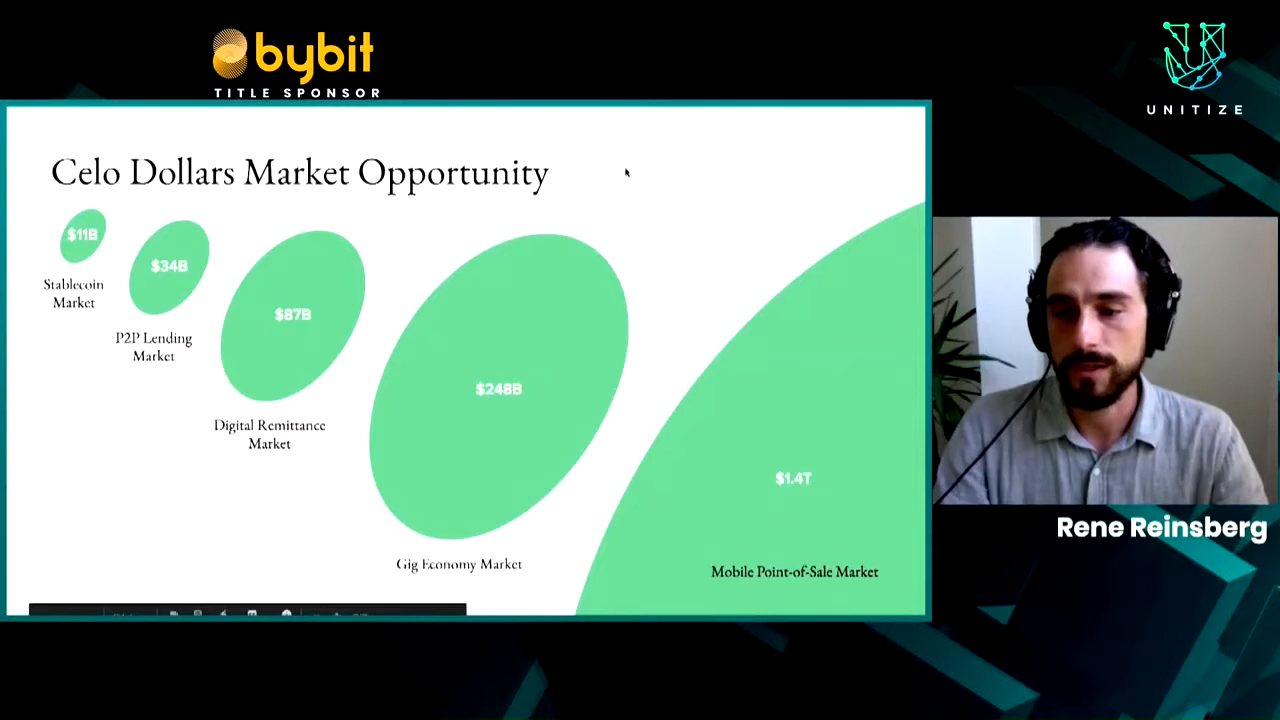 bybit
TITLE SPONSOR
UNITIZE
Celo Dollars Market Opportunity
$11B
Stablecoin
Market
$34B
P2P Lending
Market
$87B
Digital Remittance
Market
$248B
Gig Economy Market
$1.4T
Mobile Point-of-Sale Market
Rene Reinsberg